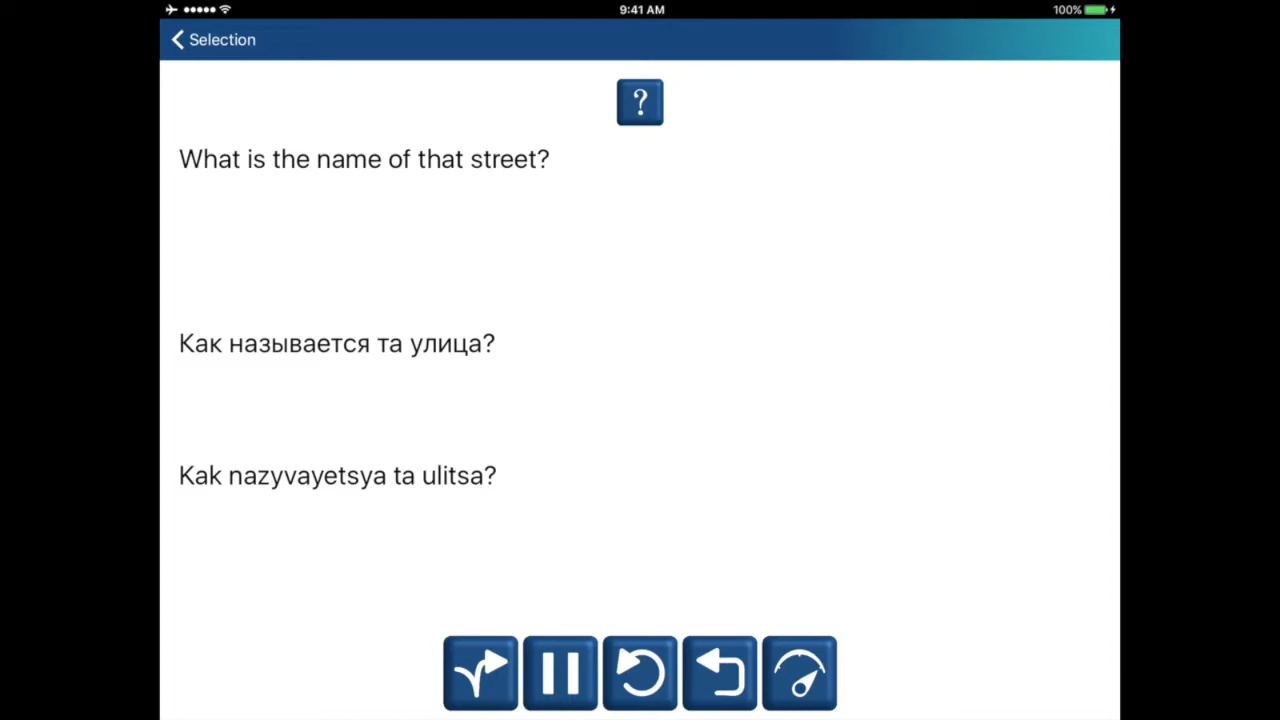 9:41 AM
100%
Selection
?
What is the name of that street?
Как называется та улица?
Kak nazyvayetsya ta ulitsa?